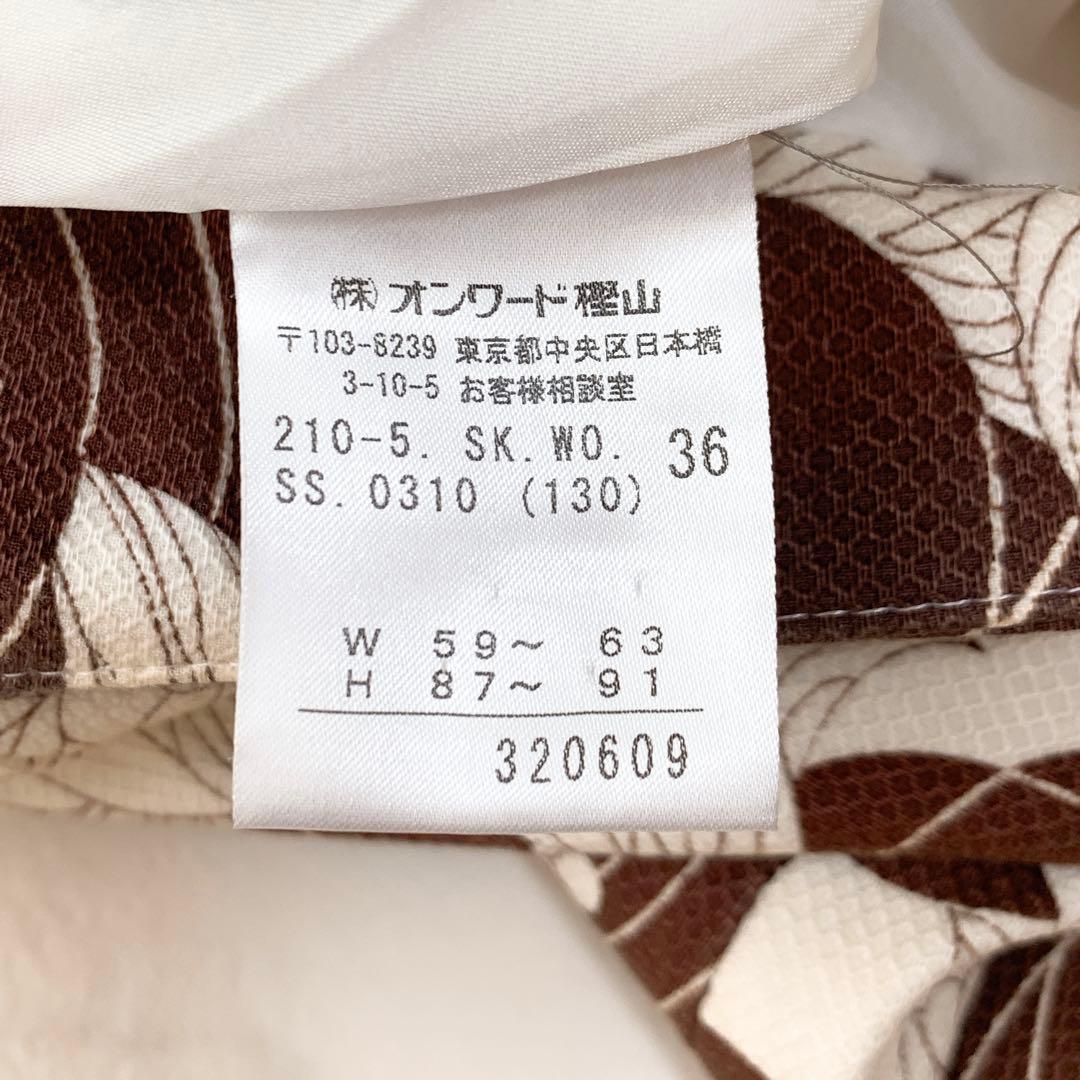 ㈱オンワード樫山
〒103-8239 東京都中央区日本橋
3-10-5 お客様相談室
210-5. SK.WO. 36
SS. 0310 (130)
W 59~ 63
H 87~ 91
320609